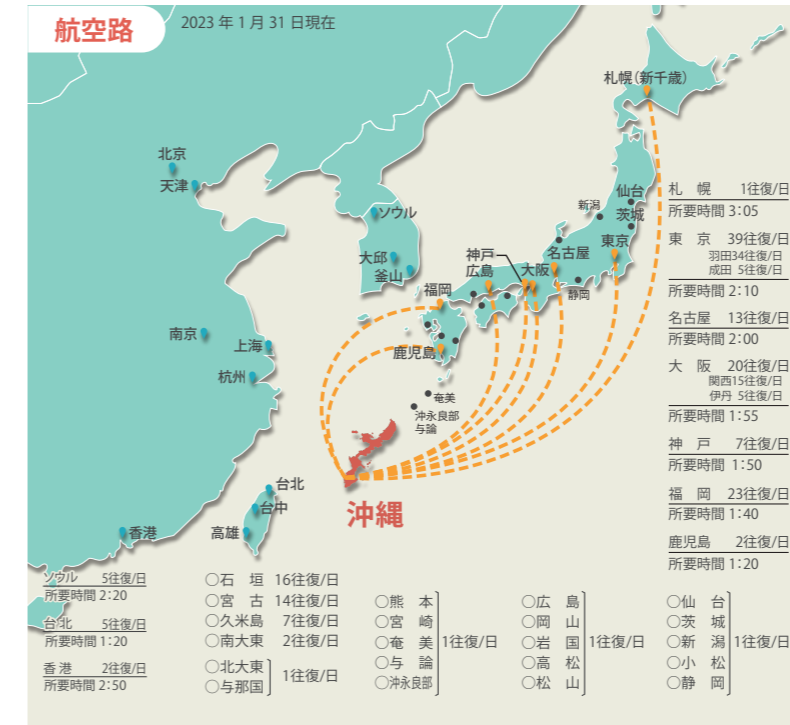 航空路
2023 年 1 月 31 日現在
札幌(新千歳)
北京
天津
ソウル
大邱
釜山
仙台
新潟
茨城
東京
名古屋
神戸
広島
大阪
静岡
福岡
鹿児島
南京
上海
杭州
奄美
沖永良部
与論
沖縄
台北
台中
高雄
香港
札　幌　1往復/日
所要時間 3：05
東　京　39往復/日
羽田34往復/日
成田 5往復/日
所要時間 2：10
名古屋　13往復/日
所要時間 2：00
大　阪　20往復/日
関西15往復/日
伊丹 5往復/日
所要時間 1：55
神　戸　7往復/日
所要時間 1：50
福　岡　23往復/日
所要時間 1：40
鹿児島　2往復/日
所要時間 1：20
ソウル　5往復/日
所要時間 2：20
台 北　5往復/日
所要時間 1：20
香 港　2往復/日
所要時間 2：50
○石　垣　16往復/日
○宮　古　14往復/日
○久米島　7往復/日
○南大東　2往復/日
○北大東
○与那国
1往復/日
○熊　本
○宮　崎
○奄　美
○与　論
○沖永良部
1往復/日
○広　島
○岡　山
○岩　国
○高　松
○松　山
1往復/日
○仙　台
○茨　城
○新　潟
○小　松
○静　岡
1往復/日